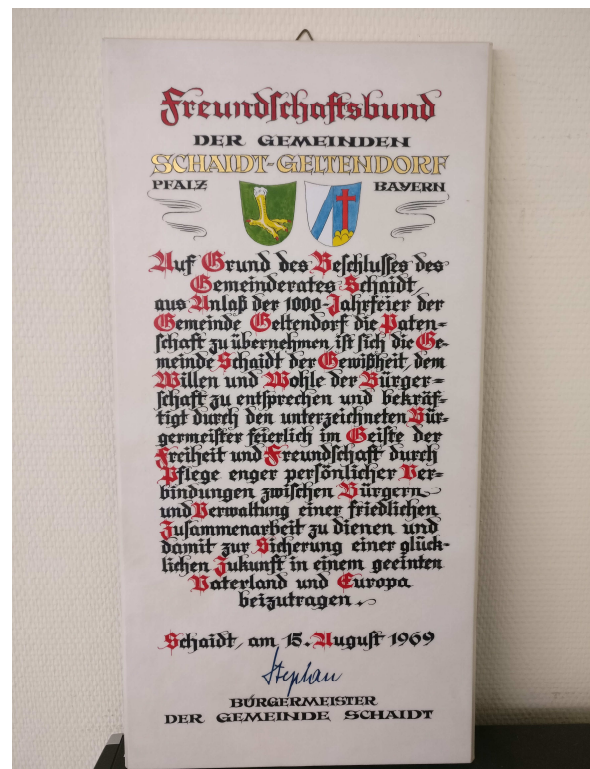 Freundschaftsbund
DER GEMEINDEN
SCHAIDT-GELTENDORF
PFALZ BAYERN
Auf Grund des Beschlusses des
Gemeinderates Schaidt,
aus Anlaß der 1000-Jahrfeier der
Gemeinde Geltendorf die Paten-
schaft zu übernehmen, ist sich die Ge-
meinde Schaidt der Gewißheit, dem
Willen und Wohle der Bürger-
schaft zu entsprechen und bekräf-
tigt durch den unterzeichneten Bür-
germeister feierlich im Geiste der
Freiheit und Freundschaft durch
Pflege enger persönlicher Ver-
bindungen zwischen Bürgern
und Verwaltung einer friedlichen
Zusammenarbeit zu dienen und
damit zur Sicherung einer glück-
lichen Zukunft in einem geeinten
Vaterland und Europa
beizutragen.
Schaidt, am 15. August 1969
Stephan
BÜRGERMEISTER
DER GEMEINDE SCHAIDT